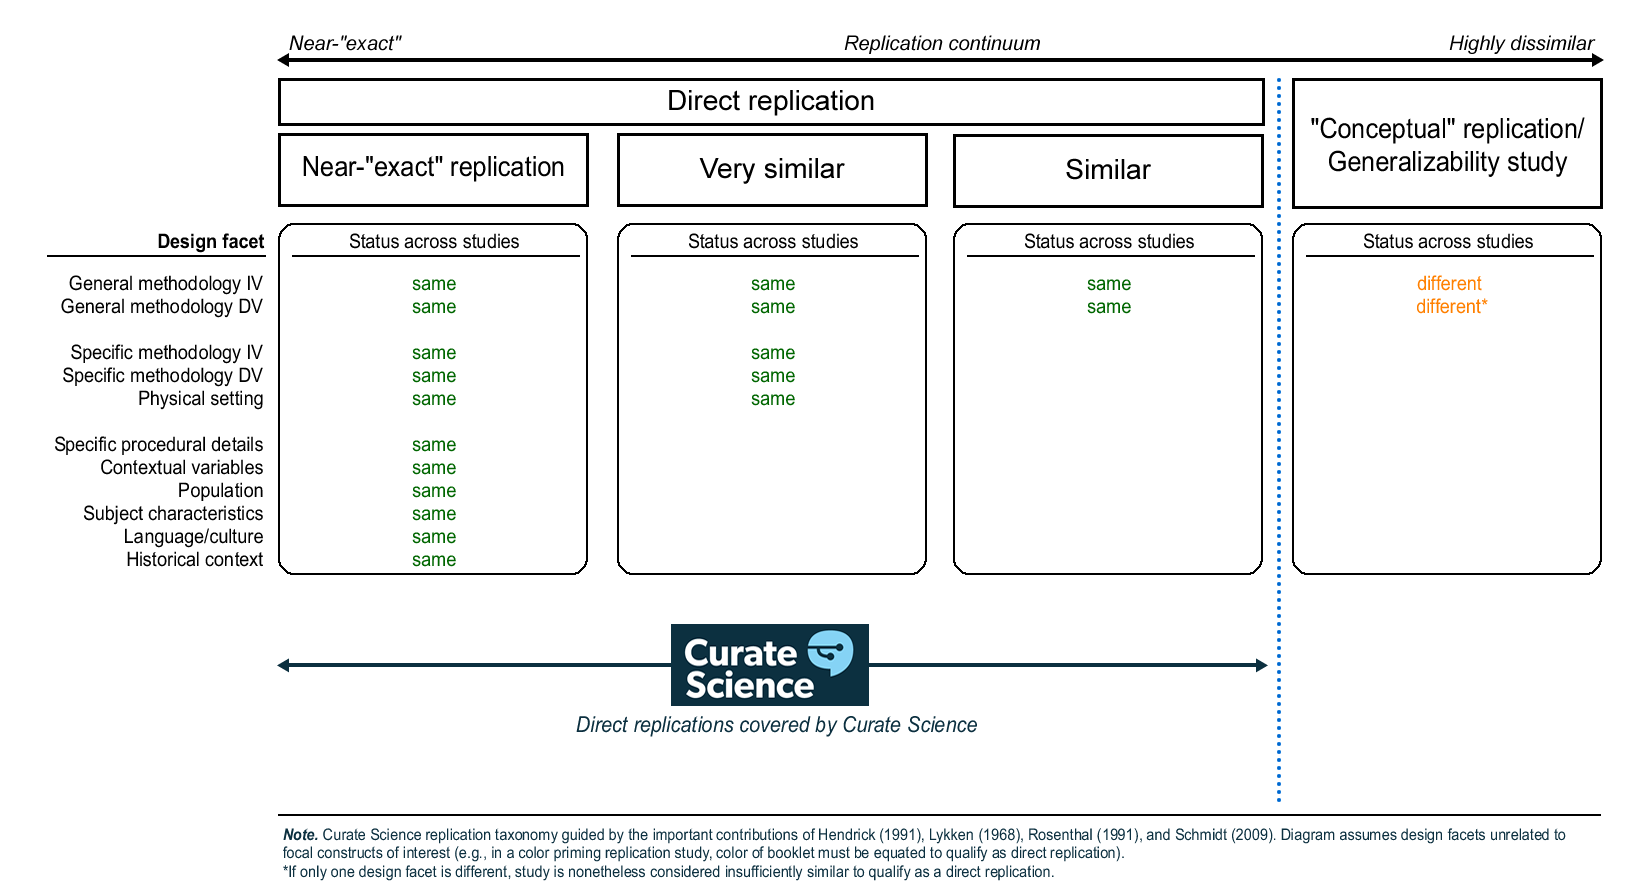 Near-"exact" Replication continuum Highly dissimilar
Direct replication
"Conceptual" replication/
Generalizability study
Near-"exact" replication Very similar Similar
Design facet Status across studies Status across studies Status across studies Status across studies
General methodology IV same same same different
General methodology DV same same same different*
Specific methodology IV same same
Specific methodology DV same same
Physical setting same same
Specific procedural details same
Contextual variables same
Population same
Subject characteristics same
Language/culture same
Historical context same
Curate
Science
Direct replications covered by Curate Science
Note. Curate Science replication taxonomy guided by the important contributions of Hendrick (1991), Lykken (1968), Rosenthal (1991), and Schmidt (2009). Diagram assumes design facets unrelated to
focal constructs of interest (e.g., in a color priming replication study, color of booklet must be equated to qualify as direct replication).
*If only one design facet is different, study is nonetheless considered insufficiently similar to qualify as a direct replication.